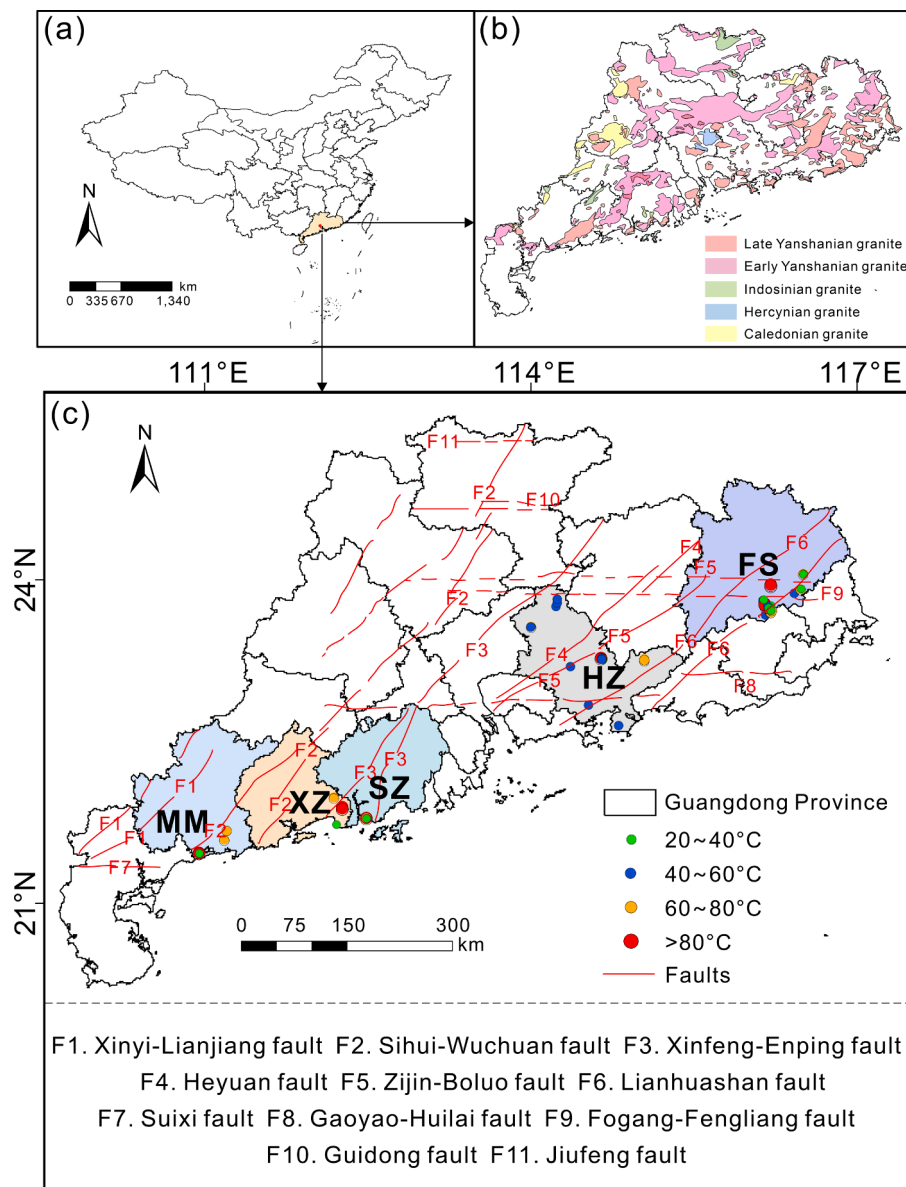 (a)
N
km
0 335 670 1,340
(b)
Late Yanshanian granite
Early Yanshanian granite
Indosinian granite
Hercynian granite
Caledonian granite
111°E 114°E 117°E
(c)
N
24°N
21°N
F11
F2
F10
F2
F3
F4
F5
F6
FS
F9
F4
F5
F5
F6
F6
F8
HZ
F1
F1
F1
F2
F7
MM
F2
F2
XZ
F3
F3
SZ
Guangdong Province
20~40°C
40~60°C
60~80°C
>80°C
Faults
0 75 150 300
km
F1. Xinyi-Lianjiang fault F2. Sihui-Wuchuan fault F3. Xinfeng-Enping fault
F4. Heyuan fault F5. Zijin-Boluo fault F6. Lianhuashan fault
F7. Suixi fault F8. Gaoyao-Huilai fault F9. Fogang-Fengliang fault
F10. Guidong fault F11. Jiufeng fault